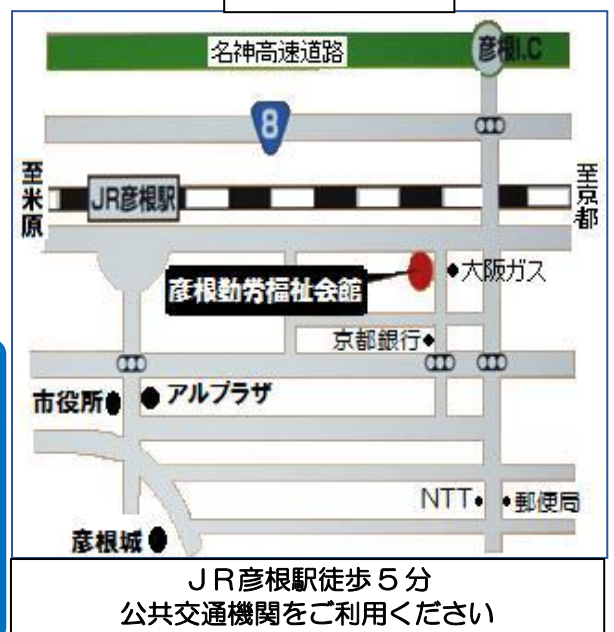 名神高速道路
彦根I.C
8
至米原
至京都
JR彦根駅
彦根勤労福祉会館
大阪ガス
京都銀行
市役所
アルプラザ
NTT
郵便局
彦根城
ＪＲ彦根駅徒歩５分
公共交通機関をご利用ください